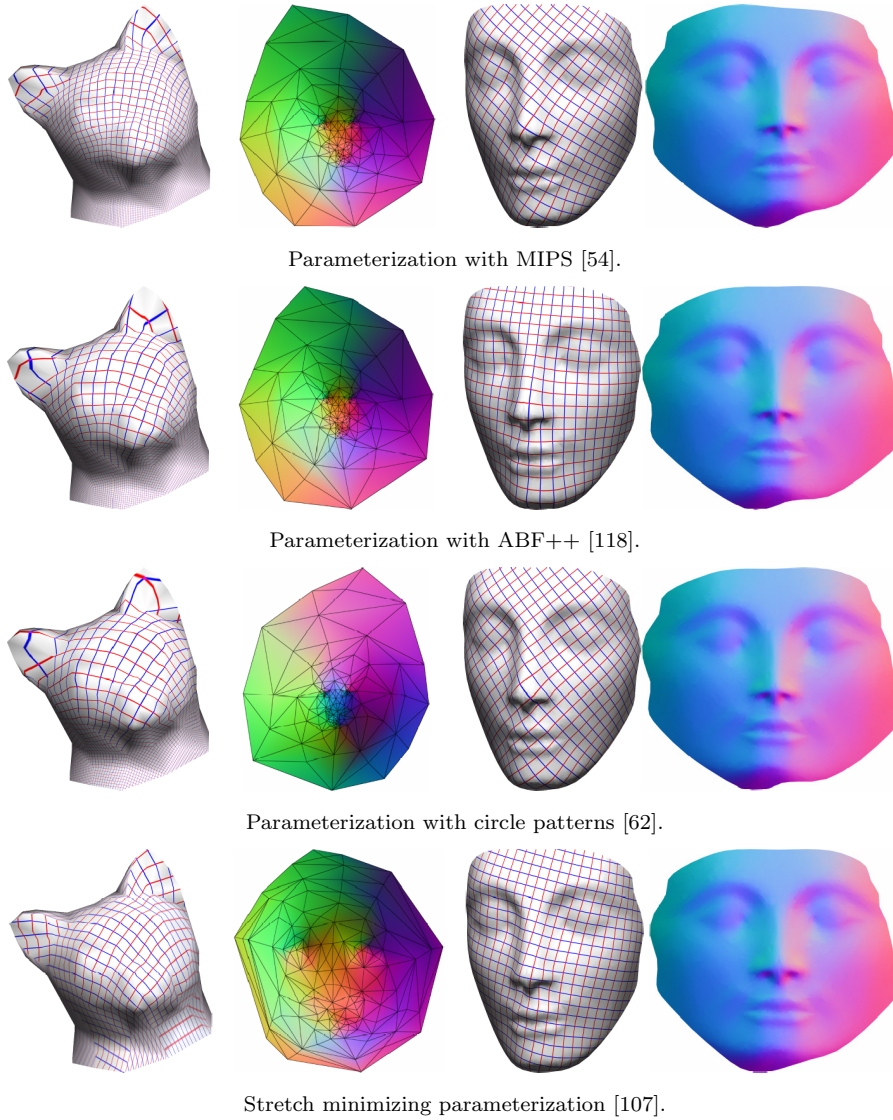 Parameterization with MIPS [54].
Parameterization with ABF++ [118].
Parameterization with circle patterns [62].
Stretch minimizing parameterization [107].